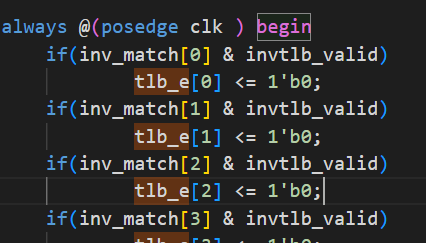 always @(posedge clk ) begin
if(inv_match[0] & invtlb_valid)
tlb_e[0] <= 1'b0;
if(inv_match[1] & invtlb_valid)
tlb_e[1] <= 1'b0;
if(inv_match[2] & invtlb_valid)
tlb_e[2] <= 1'b0;
if(inv_match[3] & invtlb_valid)